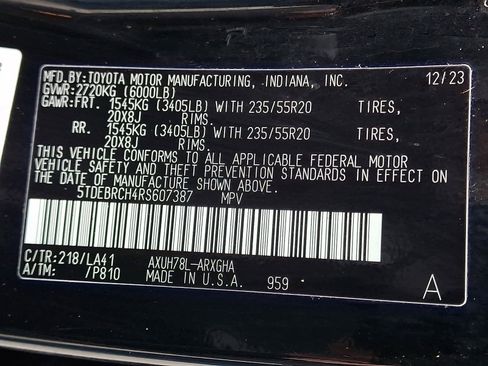 MFD.BY:TOYOTA MOTOR MANUFACTURING, INDIANA, INC. 12/23
GVWR:2720KG (6000LB)
GAWR:FRT. 1545KG (3405LB) WITH 235/55R20 TIRES,
20X8J RIMS.
RR. 1545KG (3405LB) WITH 235/55R20 TIRES,
20X8J RIMS.
THIS VEHICLE CONFORMS TO ALL APPLICABLE FEDERAL MOTOR
VEHICLE SAFETY AND THEFT PREVENTION STANDARDS IN EFFECT ON
THE DATE OF MANUFACTURE SHOWN ABOVE.
5TDEBRCH4RS607387 MPV
C/TR:218/LA41 AXUH78L-ARXGHA
A/TM: /P810 MADE IN U.S.A. 959 A